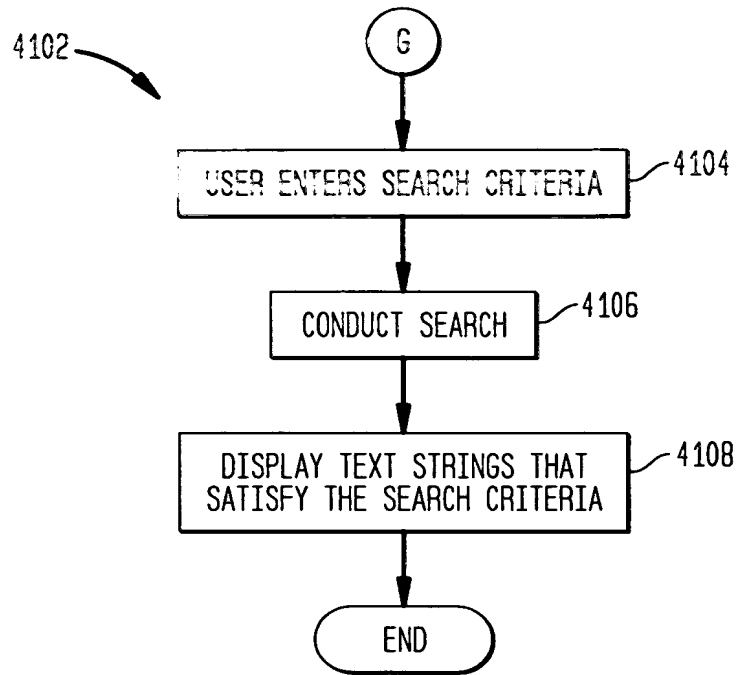 G
4102
USER ENTERS SEARCH CRITERIA
4104
CONDUCT SEARCH
4106
DISPLAY TEXT STRINGS THAT
SATISFY THE SEARCH CRITERIA
4108
END